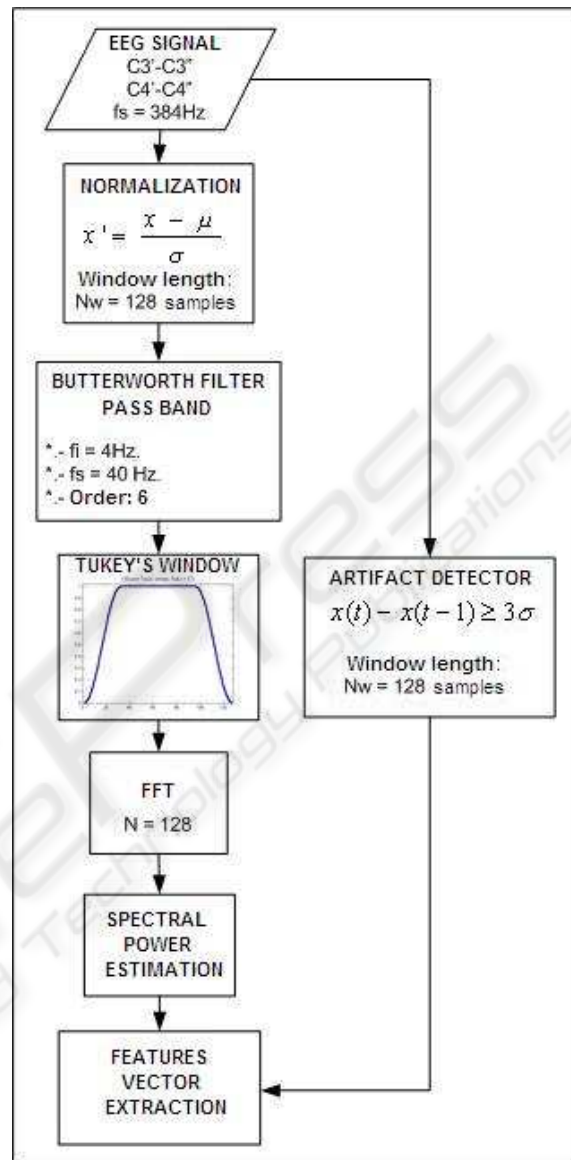 EEG SIGNAL
C3'-C3"
C4'-C4"
fs = 384Hz
NORMALIZATION
x' = x - μ / σ
Window length:
Nw = 128 samples
BUTTERWORTH FILTER
PASS BAND
*.- fi = 4Hz.
*.- fs = 40 Hz.
*.- Order: 6
TUKEY'S WINDOW
ARTIFACT DETECTOR
x(t) - x(t-1) ≥ 3σ
Window length:
Nw = 128 samples
FFT
N = 128
SPECTRAL
POWER
ESTIMATION
FEATURES
VECTOR
EXTRACTION
Technology Publications